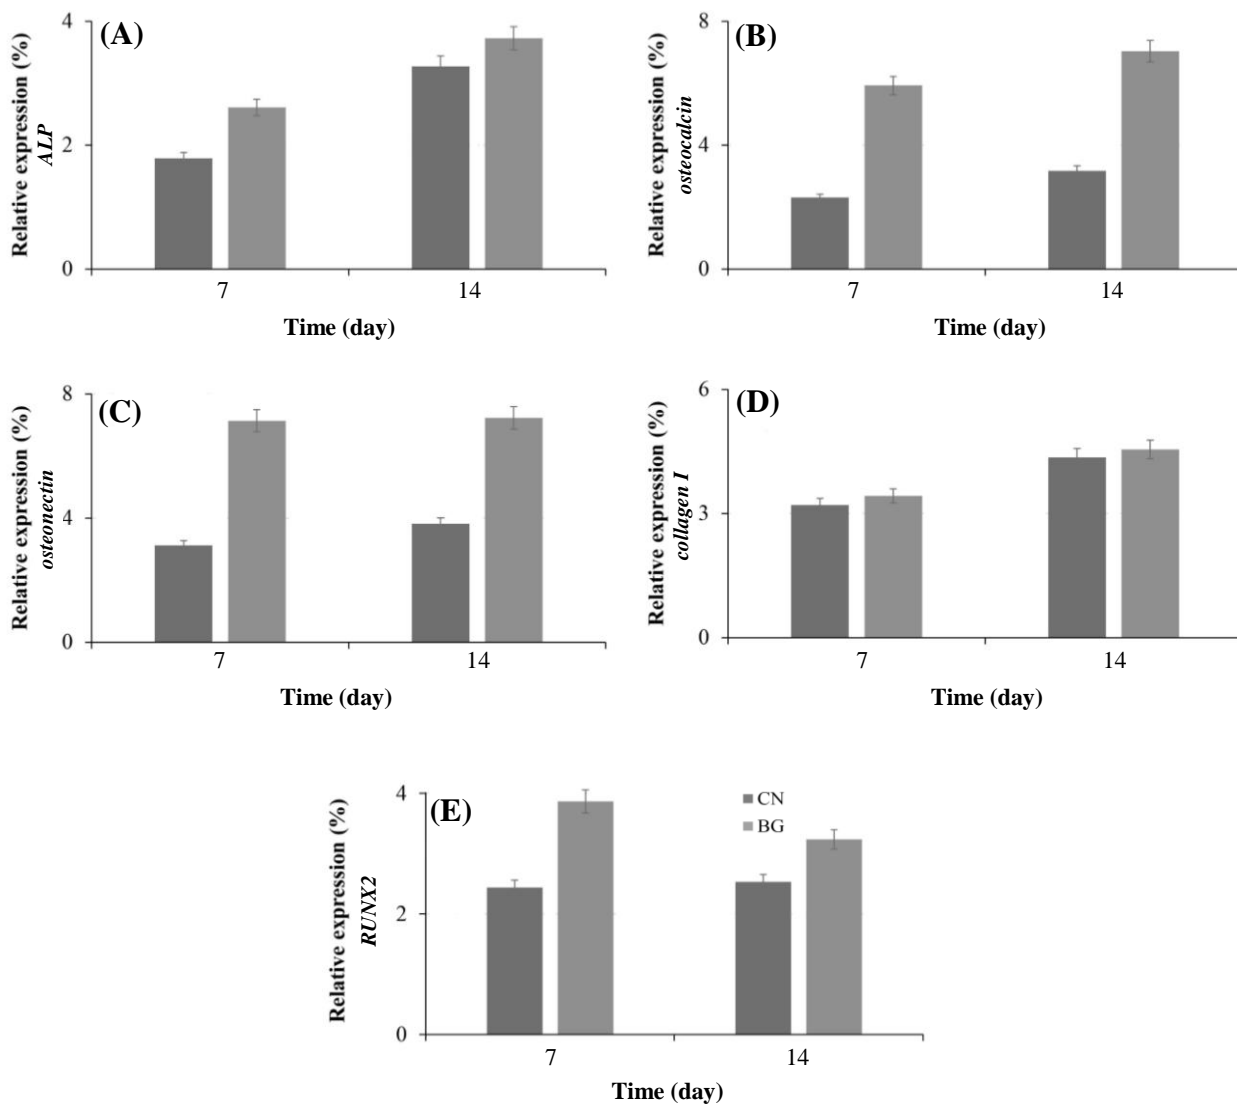 (A)
Relative expression (%)
ALP
4
2
0
7
14
Time (day)
(B)
Relative expression (%)
osteocalcin
8
4
0
7
14
Time (day)
(C)
Relative expression (%)
osteonectin
8
4
0
7
14
Time (day)
(D)
Relative expression (%)
collagen I
6
3
0
7
14
Time (day)
(E)
Relative expression (%)
RUNX2
4
2
0
CN
BG
7
14
Time (day)